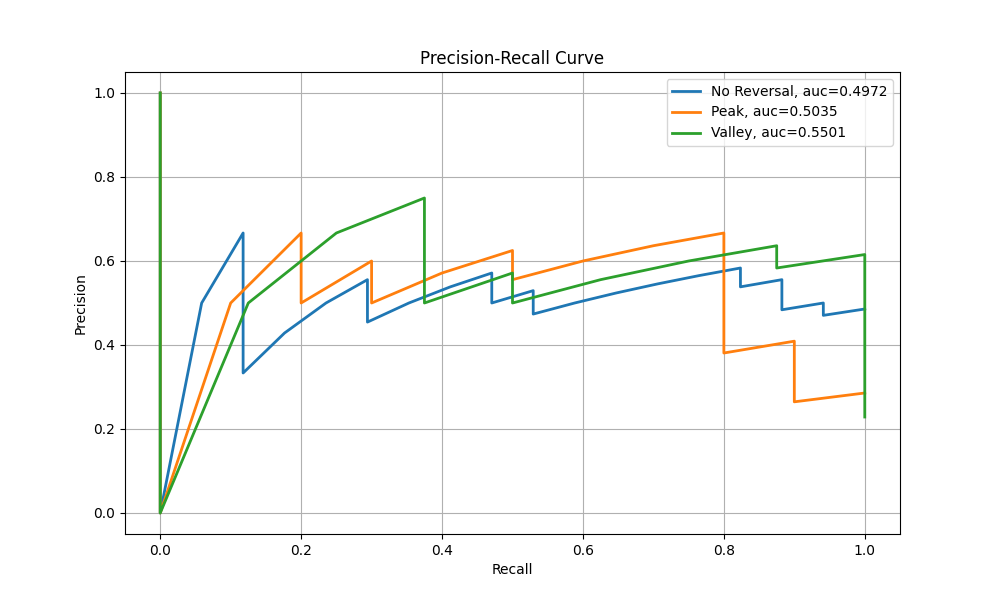 Precision-Recall Curve
No Reversal, auc=0.4972
Peak, auc=0.5035
Valley, auc=0.5501
Precision
1.0
0.8
0.6
0.4
0.2
0.0
0.0 0.2 0.4 0.6 0.8 1.0
Recall